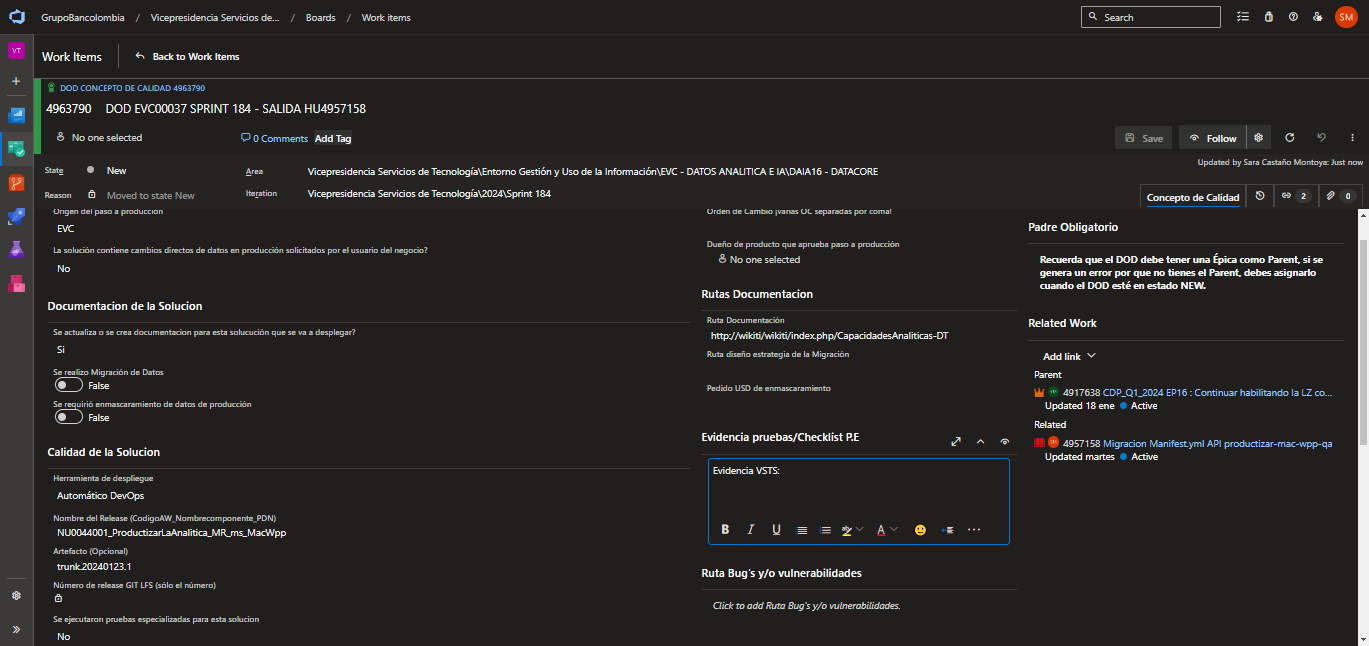 GrupoBancolombia / Vicepresidencia Servicios de... / Boards / Work items
Search
SM
VT
Work Items
Back to Work Items
DOD CONCEPTO DE CALIDAD 4963790
4963790 DOD EVC00037 SPRINT 184 - SALIDA HU4957158
No one selected
0 Comments
Add Tag
Save
Follow
Updated by Sara Castaño Montoya: Just now
State
New
Area
Vicepresidencia Servicios de Tecnología\Entorno Gestión y Uso de la Información\EVC - DATOS ANALITICA E IA\DAIA16 - DATACORE
Reason
Moved to state New
Iteration
Vicepresidencia Servicios de Tecnología\2024\Sprint 184
Concepto de Calidad
2
0
Origen del paso a producción
EVC
La solución contiene cambios directos de datos en producción solicitados por el usuario del negocio?
No
Documentacion de la Solucion
Se actualiza o se crea documentacion para esta solucución que se va a desplegar?
Si
Se realizo Migración de Datos
False
Se requirió enmascaramiento de datos de producción
False
Calidad de la Solucion
Herramienta de despliegue
Automático DevOps
Nombre del Release (CodigoAW_Nombrecomponente_PDN)
NU0044001_ProductizarLaAnalitica_MR_ms_MacWpp
Artefacto (Opcional)
trunk.20240123.1
Número de release GIT LFS (sólo el número)
Se ejecutaron pruebas especializadas para esta solucion
No
Orden de Cambio ¡varias OC separadas por coma!
Dueño de producto que aprueba paso a producción
No one selected
Rutas Documentacion
Ruta Documentación
http://wikiti/wikiti/index.php/CapacidadesAnaliticas-DT
Ruta diseño estrategia de la Migración
Pedido USD de enmascaramiento
Evidencia pruebas/Checklist P.E
Evidencia VSTS:
B I U
A
Ruta Bug's y/o vulnerabilidades
Click to add Ruta Bug's y/o vulnerabilidades.
Padre Obligatorio
Recuerda que el DOD debe tener una Épica como Parent, si se
genera un error por que no tienes el Parent, debes asignarlo
cuando el DOD esté en estado NEW.
Related Work
Add link
Parent
4917638 CDP_Q1_2024 EP16 : Continuar habilitando la LZ co...
Updated 18 ene Active
Related
4957158 Migracion Manifest.yml API productizar-mac-wpp-qa
Updated martes Active